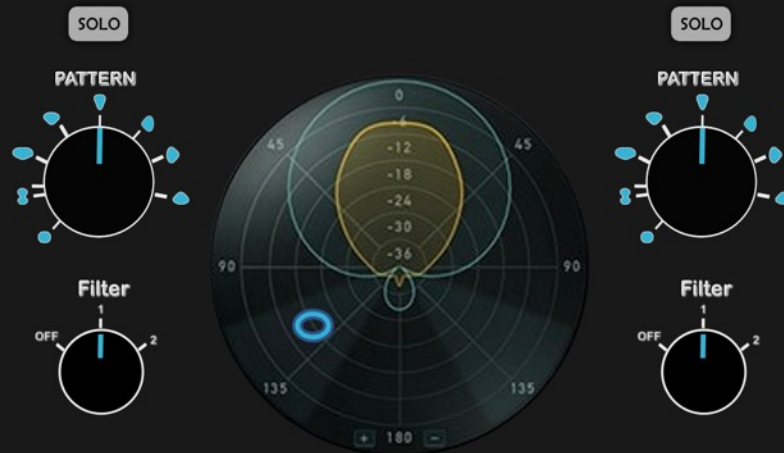 SOLO
SOLO
PATTERN
PATTERN
0
-6
45
45
-12
-18
-24
-30
-36
90
90
Filter
Filter
1
1
OFF
2
OFF
2
135
135
+ 180 -